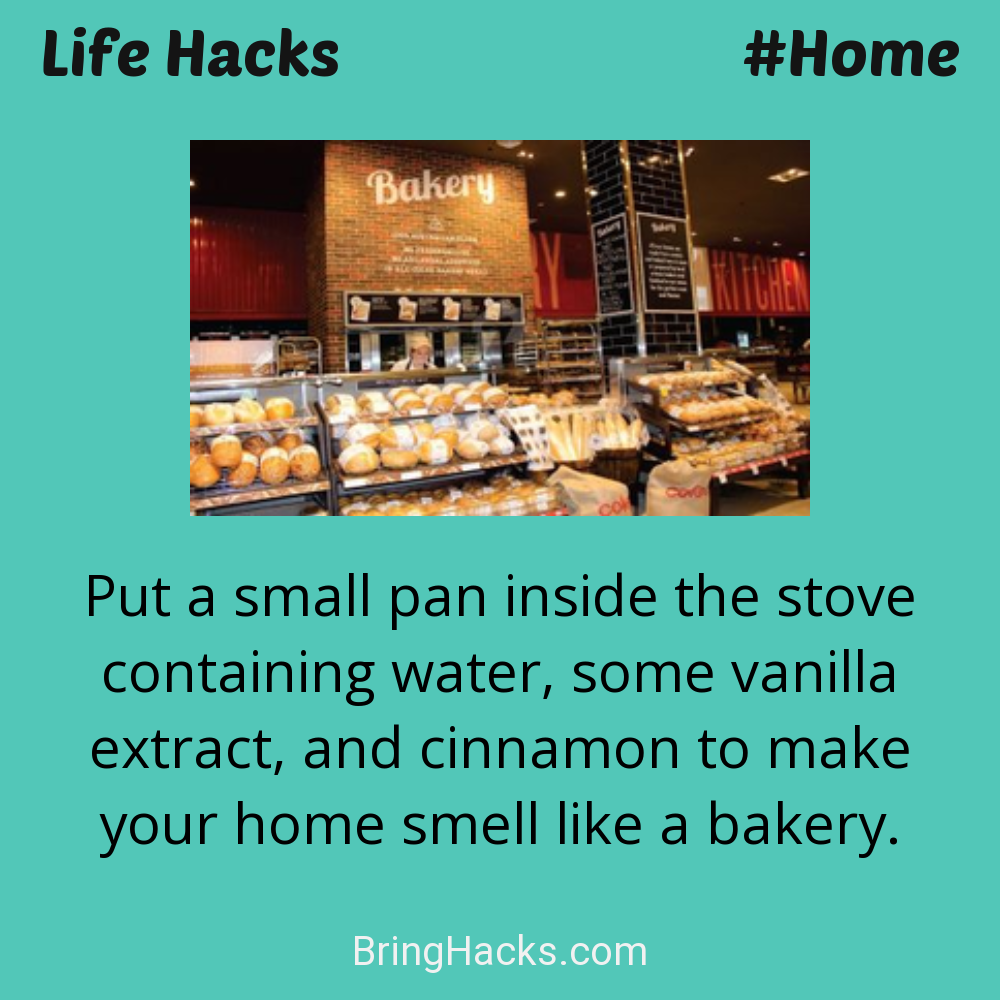 Life Hacks #Home
Bakery
Bakery
KITCHEN
Put a small pan inside the stove
containing water, some vanilla
extract, and cinnamon to make
your home smell like a bakery.
BringHacks.com